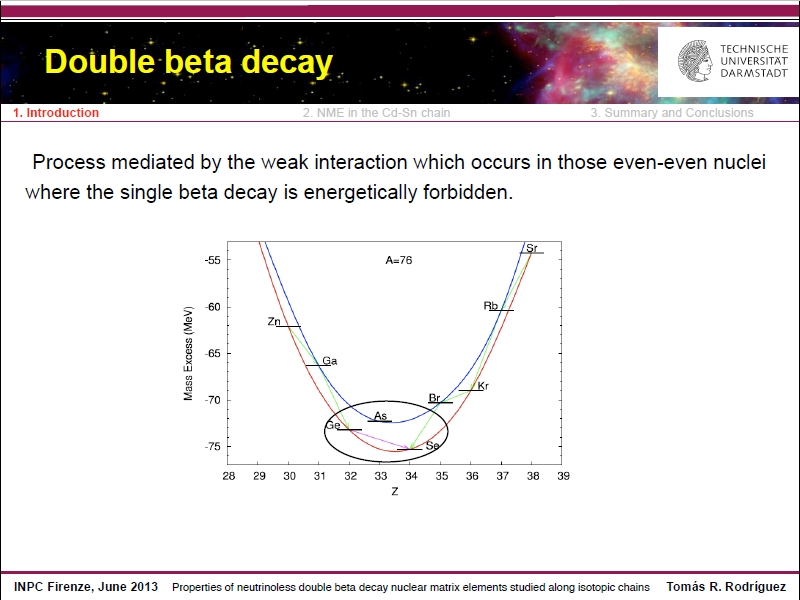 Double beta decay
TECHNISCHE
UNIVERSITÄT
DARMSTADT
1. Introduction 2. NME in the Cd-Sn chain 3. Summary and Conclusions
Process mediated by the weak interaction which occurs in those even-even nuclei
where the single beta decay is energetically forbidden.
A=76
Sr
-55
Rb
-60
Zn
-65
Ga
Kr
-70
Br
As
Ge
Se
-75
Mass Excess (MeV)
28 29 30 31 32 33 34 35 36 37 38 39
Z
INPC Firenze, June 2013 Properties of neutrinoless double beta decay nuclear matrix elements studied along isotopic chains Tomás R. Rodríguez